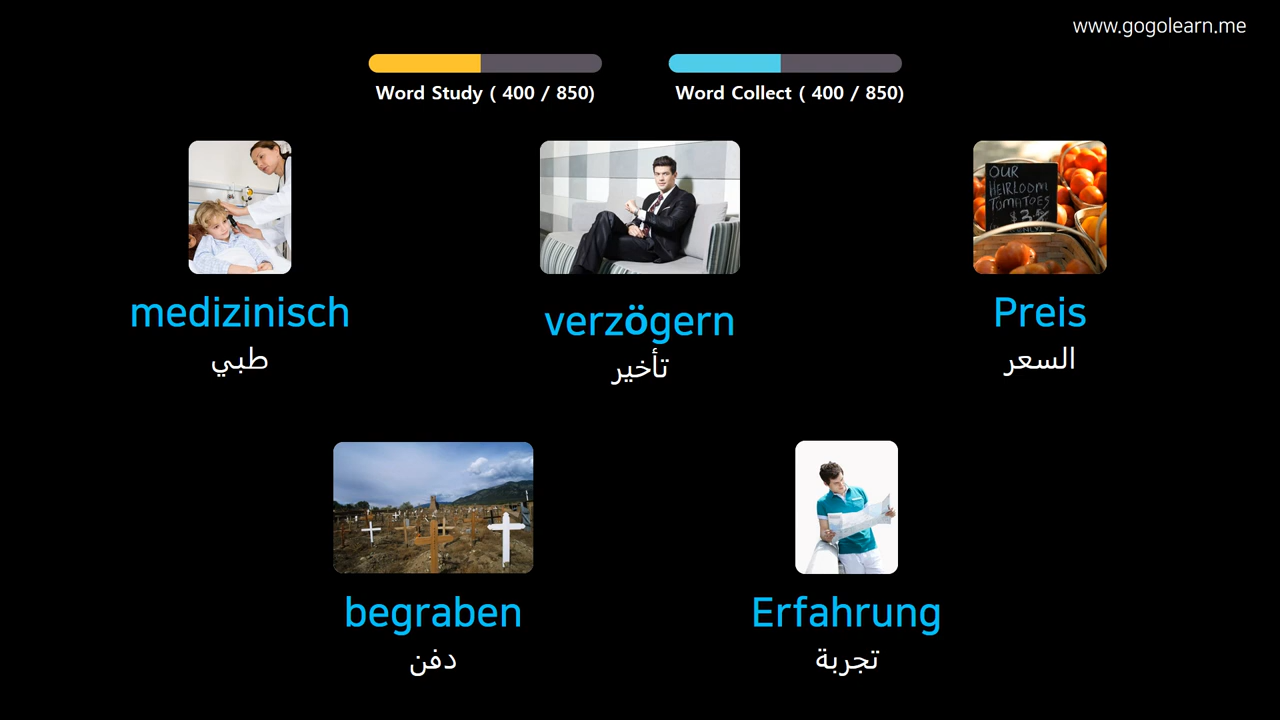 www.gogolearn.me
Word Study ( 400 / 850)
Word Collect ( 400 / 850)
OUR
HEIRLOOM
TOMATOES
medizinisch
طبي
verzögern
تأخير
Preis
السعر
begraben
دفن
Erfahrung
تجربة